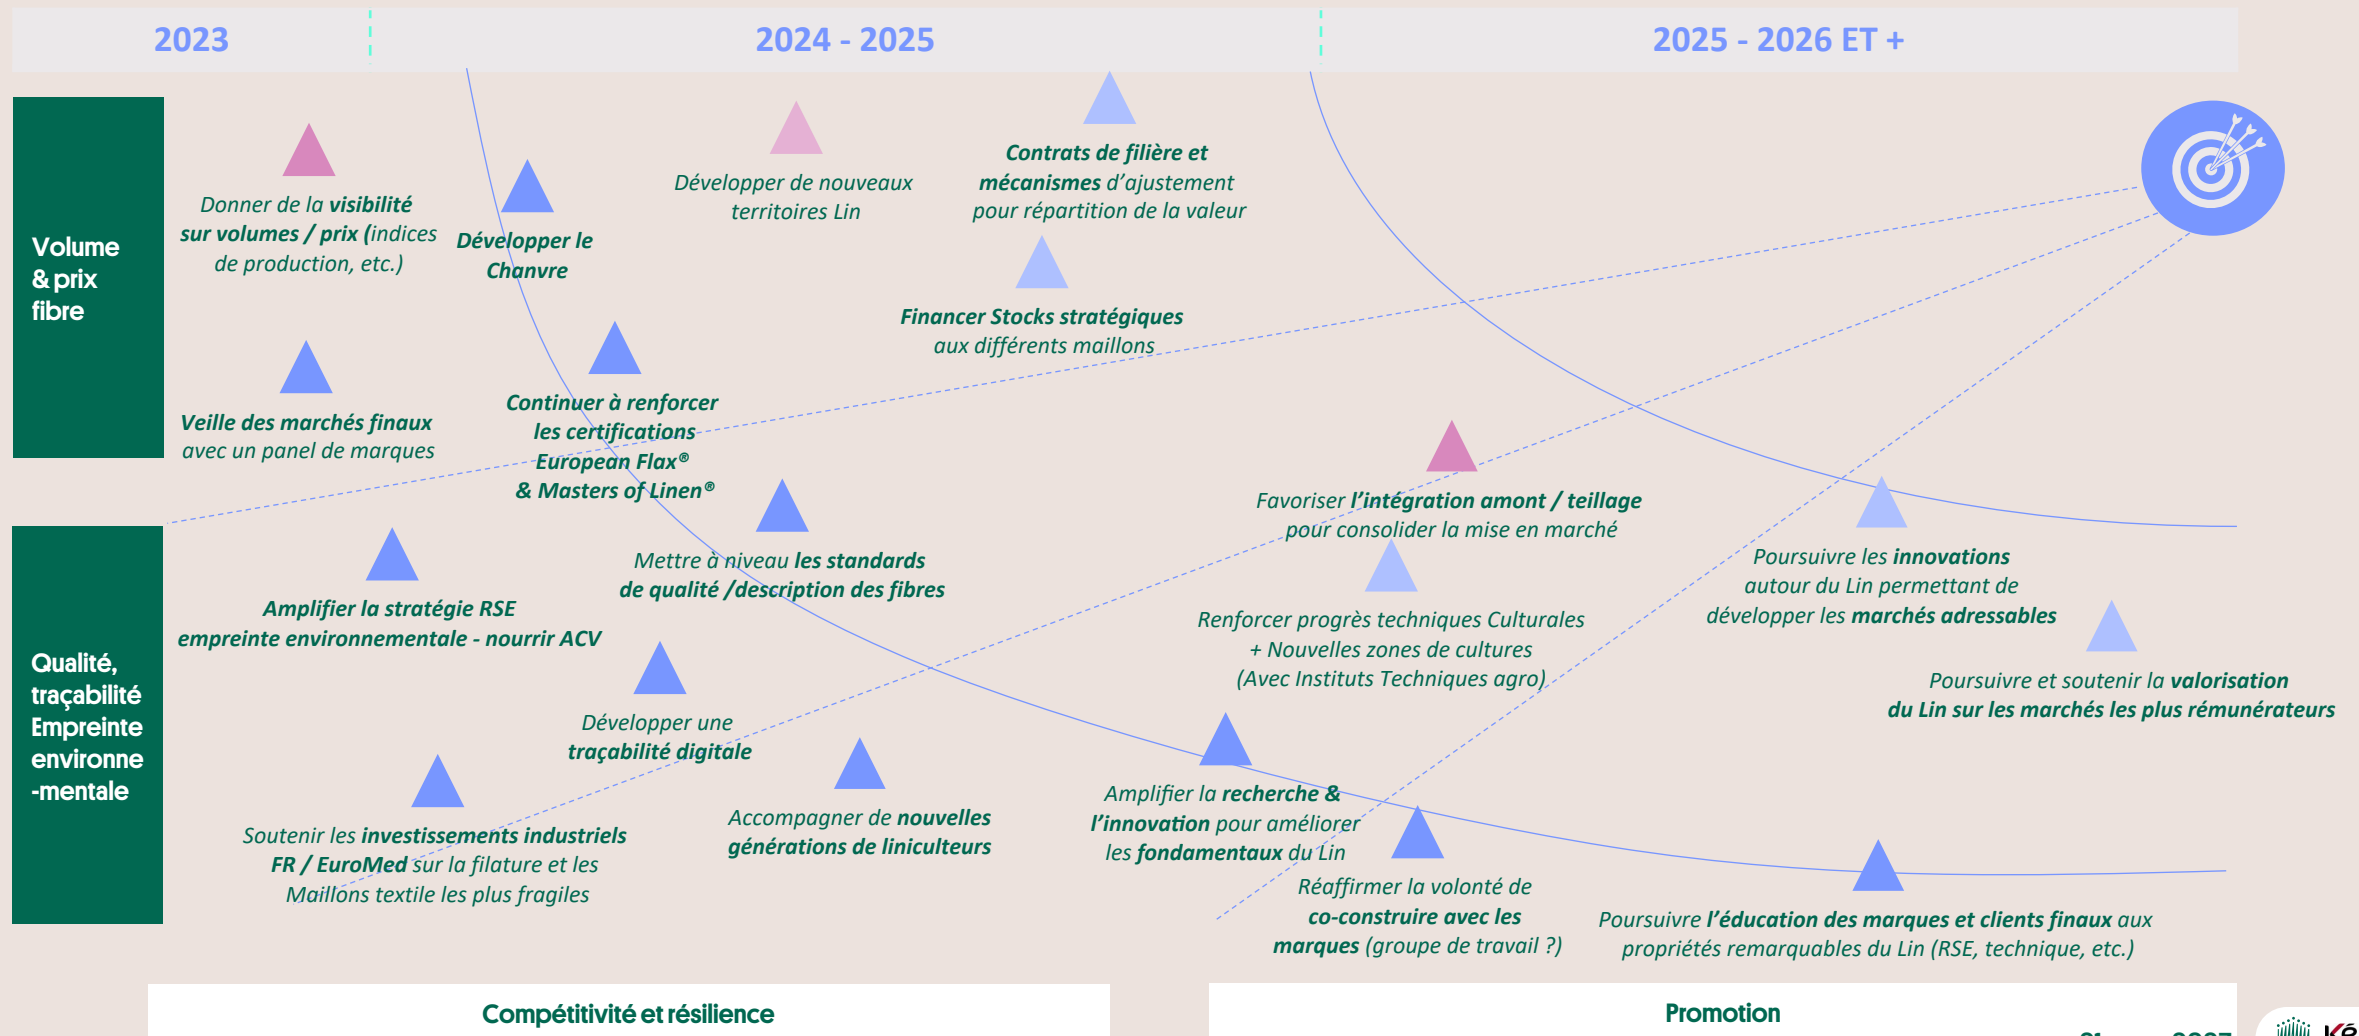 2023
2024 - 2025
2025 - 2026 ET +
Volume
& prix
fibre
Donner de la visibilité
sur volumes / prix (indices
de production, etc.)
Développer le
Chanvre
Développer de nouveaux
territoires Lin
Contrats de filière et
mécanismes d’ajustement
pour répartition de la valeur
Financer Stocks stratégiques
aux différents maillons
Veille des marchés finaux
avec un panel de marques
Continuer à renforcer
les certifications
European Flax®
& Masters of Linen®
Favoriser l’intégration amont / teillage
pour consolider la mise en marché
Qualité,
traçabilité
Empreinte
environne
-mentale
Amplifier la stratégie RSE
empreinte environnementale - nourrir ACV
Mettre à niveau les standards
de qualité /description des fibres
Renforcer progrès techniques Culturales
+ Nouvelles zones de cultures
(Avec Instituts Techniques agro)
Poursuivre les innovations
autour du Lin permettant de
développer les marchés adressables
Poursuivre et soutenir la valorisation
du Lin sur les marchés les plus rémunérateurs
Développer une
traçabilité digitale
Soutenir les investissements industriels
FR / EuroMed sur la filature et les
Maillons textile les plus fragiles
Accompagner de nouvelles
générations de liniculteurs
Amplifier la recherche &
l’innovation pour améliorer
les fondamentaux du Lin
Réaffirmer la volonté de
co-construire avec les
marques (groupe de travail ?)
Poursuivre l’éducation des marques et clients finaux aux
propriétés remarquables du Lin (RSE, technique, etc.)
Compétitivité et résilience
Promotion